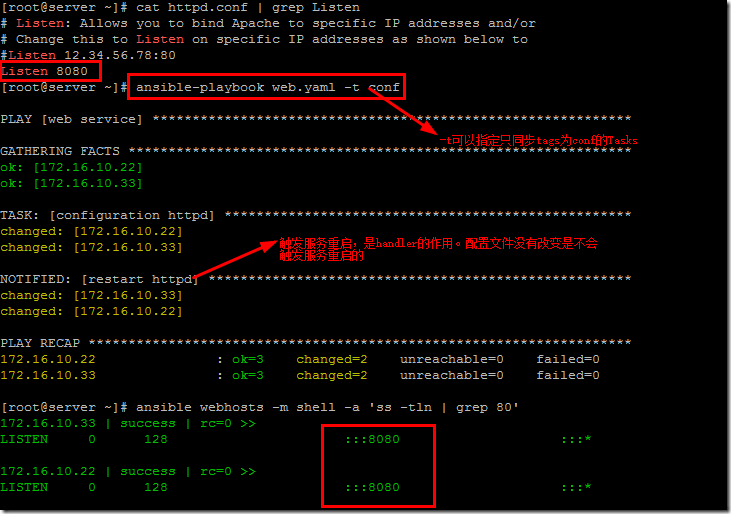 [root@server ~]# cat httpd.conf | grep Listen
# Listen: Allows you to bind Apache to specific IP addresses and/or
# Change this to Listen on specific IP addresses as shown below to
#Listen 12.34.56.78:80
Listen 8080
[root@server ~]# ansible-playbook web.yaml -t conf
PLAY [web service] ************************************************************
-t可以指定只同步tags为conf的Tasks
GATHERING FACTS ***************************************************************
ok: [172.16.10.22]
ok: [172.16.10.33]
TASK: [configuration httpd] ***************************************************
changed: [172.16.10.22]
changed: [172.16.10.33]
触发服务重启，是handler的作用。配置文件没有改变是不会
触发服务重启的
NOTIFIED: [restart httpd] *****************************************************
changed: [172.16.10.33]
changed: [172.16.10.22]
PLAY RECAP ********************************************************************
172.16.10.22 : ok=3 changed=2 unreachable=0 failed=0
172.16.10.33 : ok=3 changed=2 unreachable=0 failed=0
[root@server ~]# ansible webhosts -m shell -a 'ss -tln | grep 80'
172.16.10.33 | success | rc=0 >>
LISTEN 0 128 :::8080 :::*
172.16.10.22 | success | rc=0 >>
LISTEN 0 128 :::8080 :::*